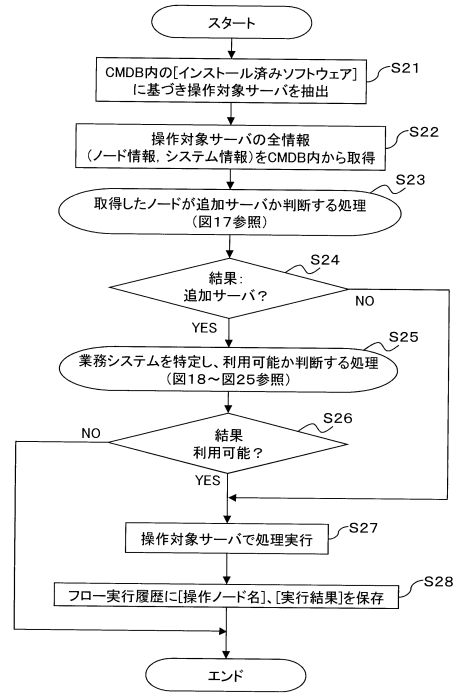 スタート
S21
CMDB内の[インストール済みソフトウェア]
に基づき操作対象サーバを抽出
S22
操作対象サーバの全情報
(ノード情報, システム情報)をCMDB内から取得
S23
取得したノードが追加サーバか判断する処理
(図17参照)
S24
結果:
追加サーバ?
NO
YES
S25
業務システムを特定し、利用可能か判断する処理
(図18~図25参照)
S26
NO
結果
利用可能?
YES
S27
操作対象サーバで処理実行
S28
フロー実行履歴に[操作ノード名]、[実行結果]を保存
エンド